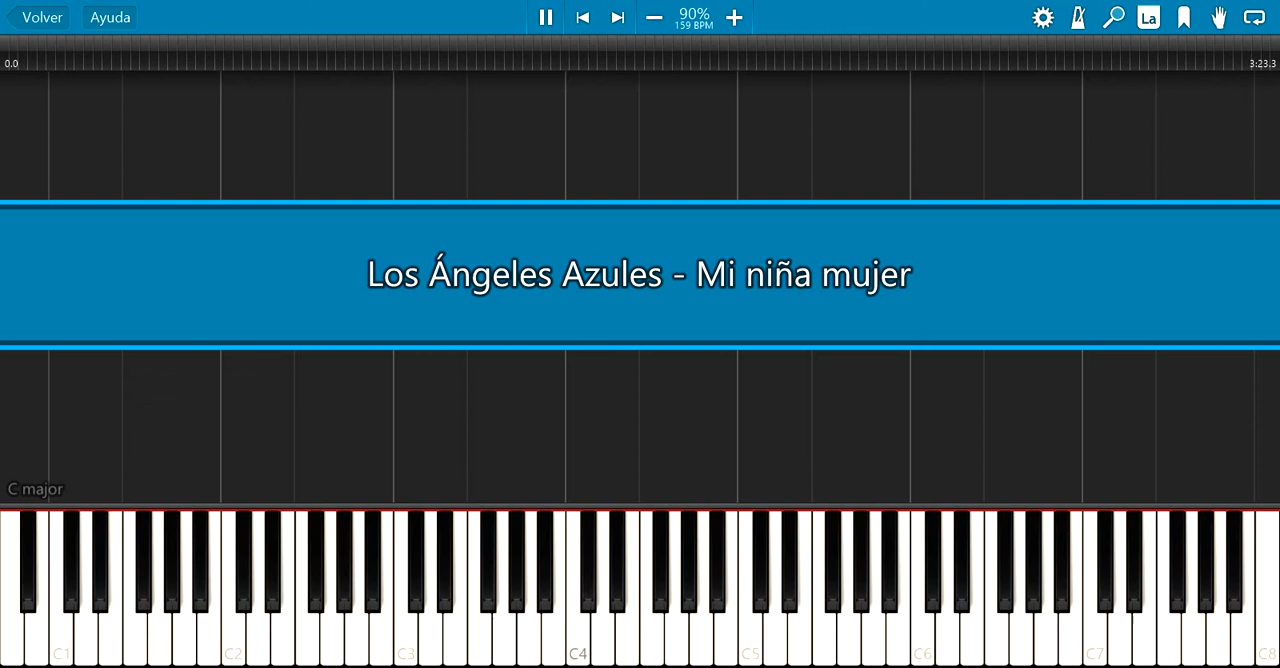 Volver Ayuda 90% La
159 BPM
0.0 3:23,3
Los Ángeles Azules - Mi niña mujer
C major
C1 C2 C3 C4 C5 C6 C7 C8